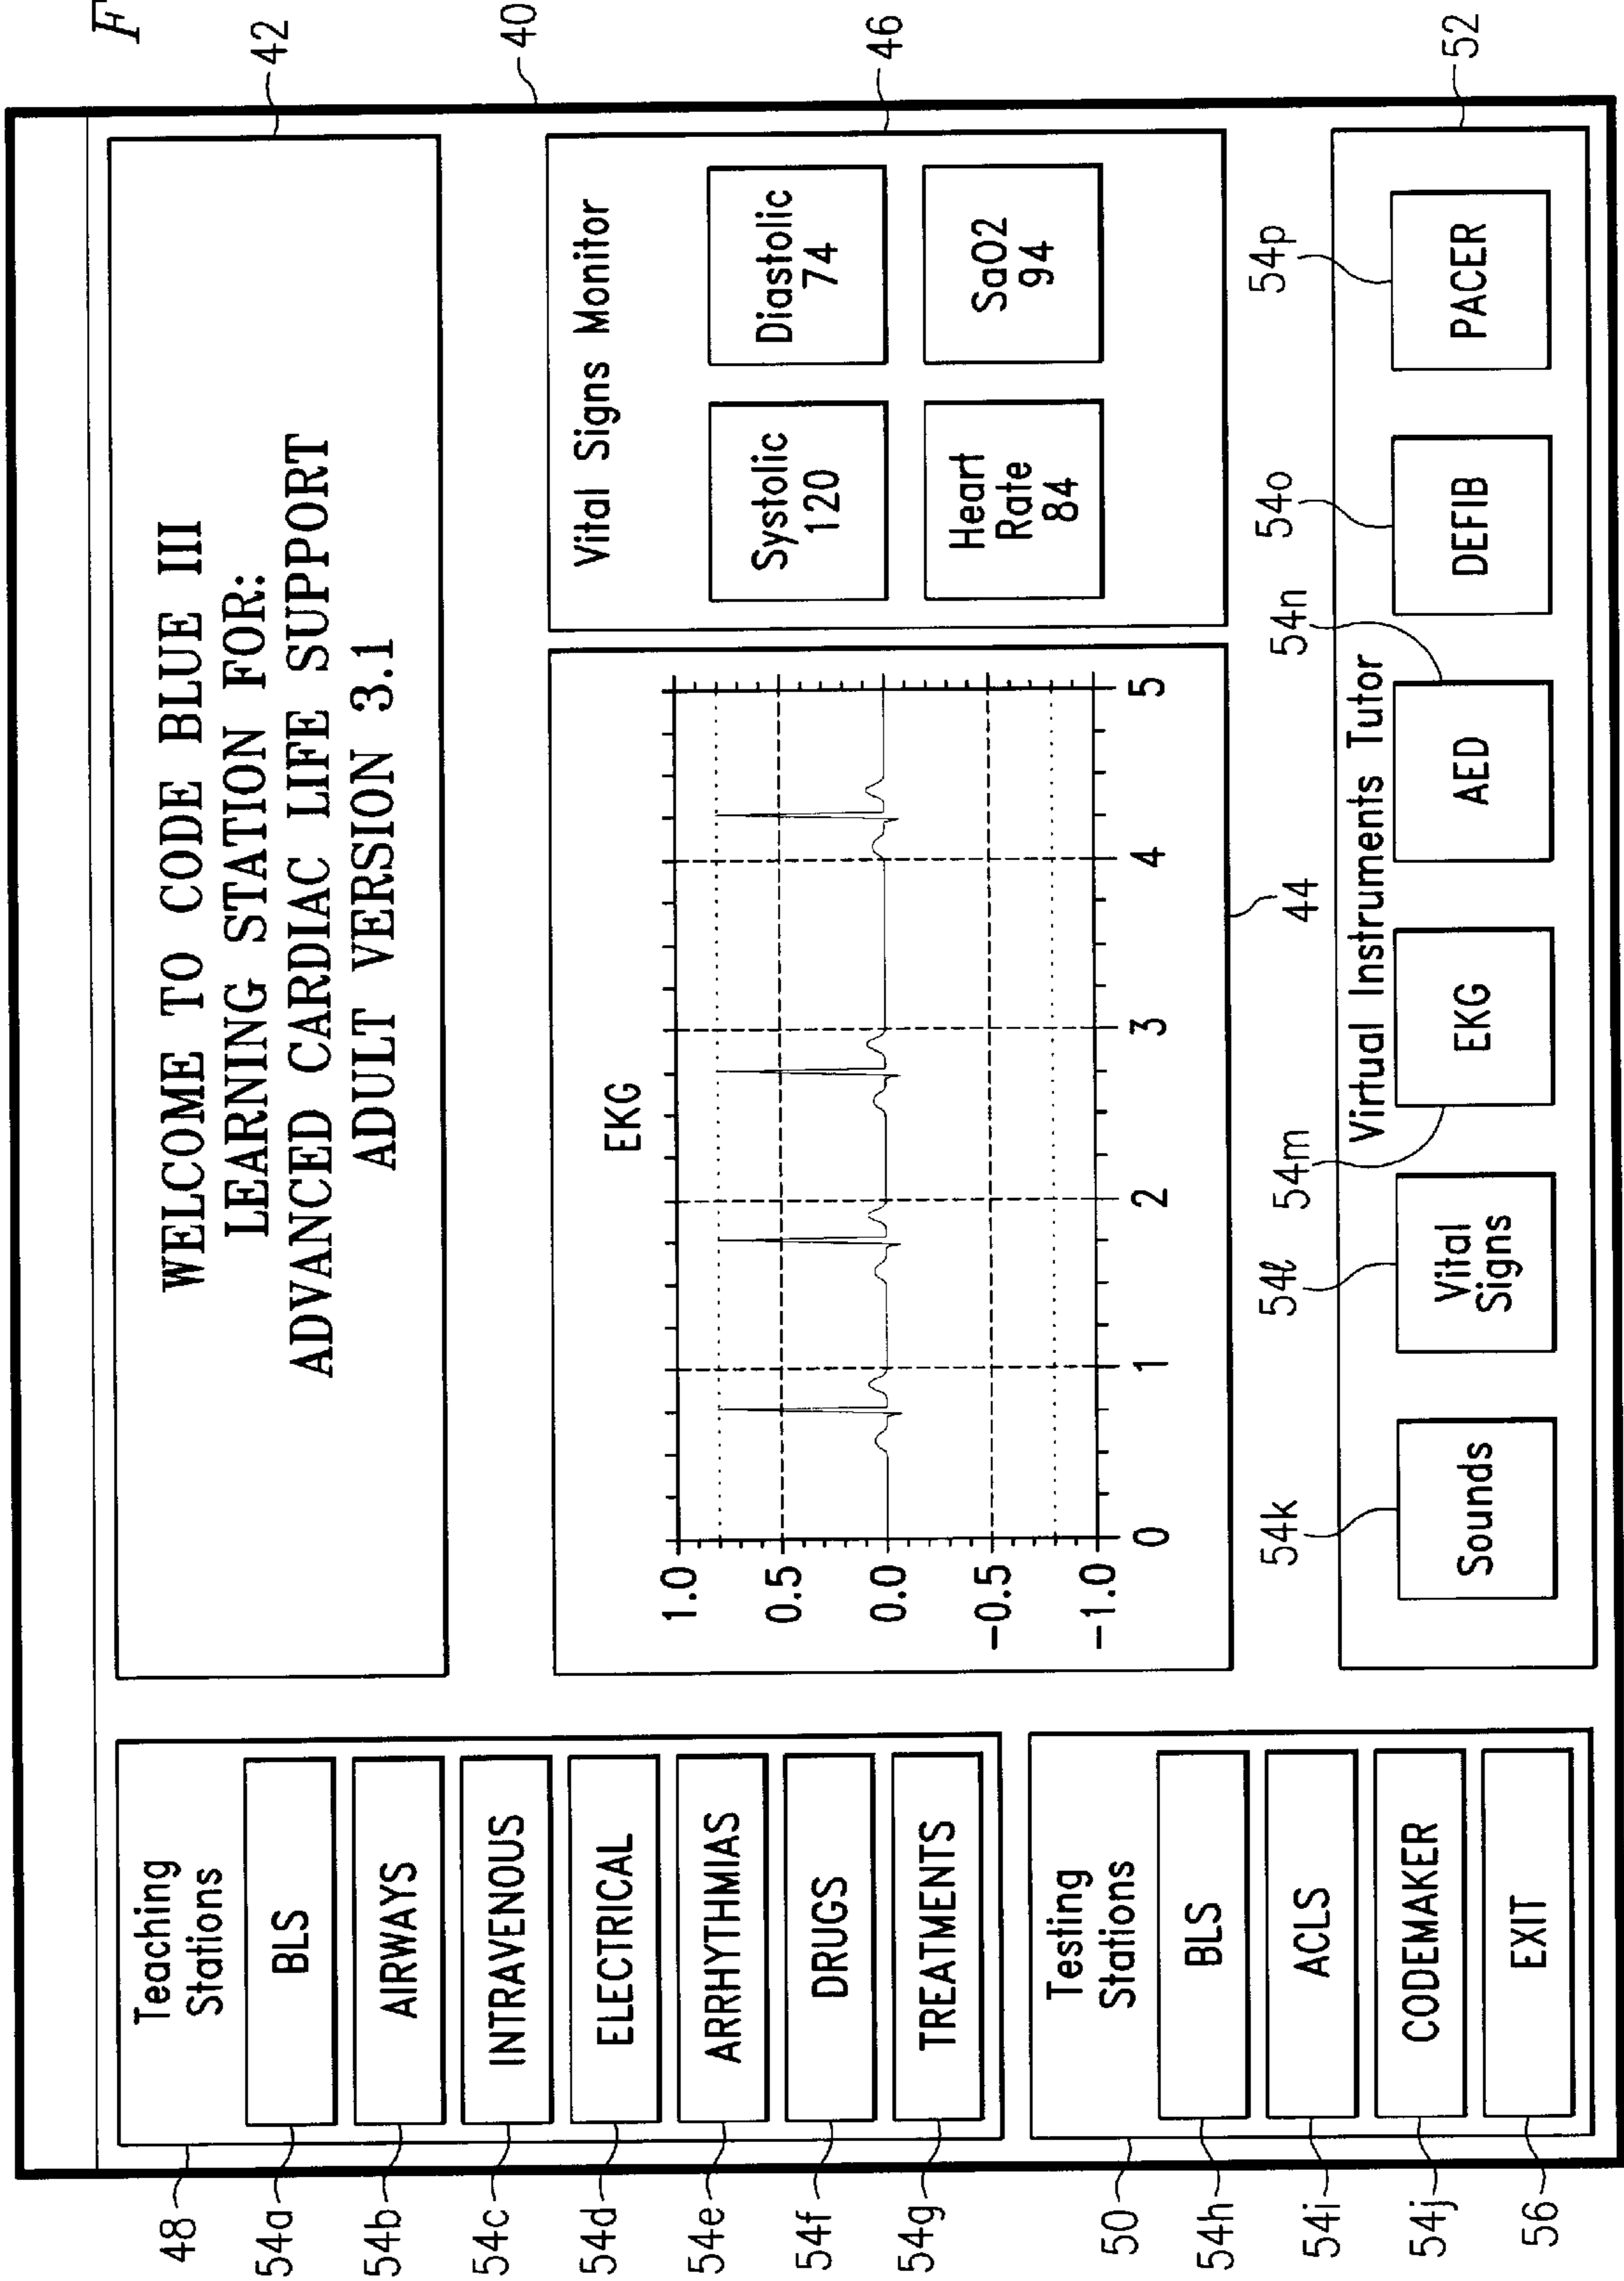 F
42
40
46
52
WELCOME TO CODE BLUE III
LEARNING STATION FOR:
ADVANCED CARDIAC LIFE SUPPORT
ADULT VERSION 3.1
Teaching
Stations
BLS
AIRWAYS
INTRAVENOUS
ELECTRICAL
ARRHYTHMIAS
DRUGS
TREATMENTS
48
54a
54b
54c
54d
54e
54f
54g
Testing
Stations
BLS
ACLS
CODEMAKER
EXIT
50
54h
54i
54j
56
EKG
1.0
0.5
0.0
-0.5
-1.0
0 1 2 3 4 5
44
Vital Signs Monitor
Systolic
120
Diastolic
74
Heart
Rate
84
SaO2
94
Virtual Instruments Tutor
54k
54l
54m
54n
54o
54p
Sounds
Vital
Signs
EKG
AED
DEFIB
PACER